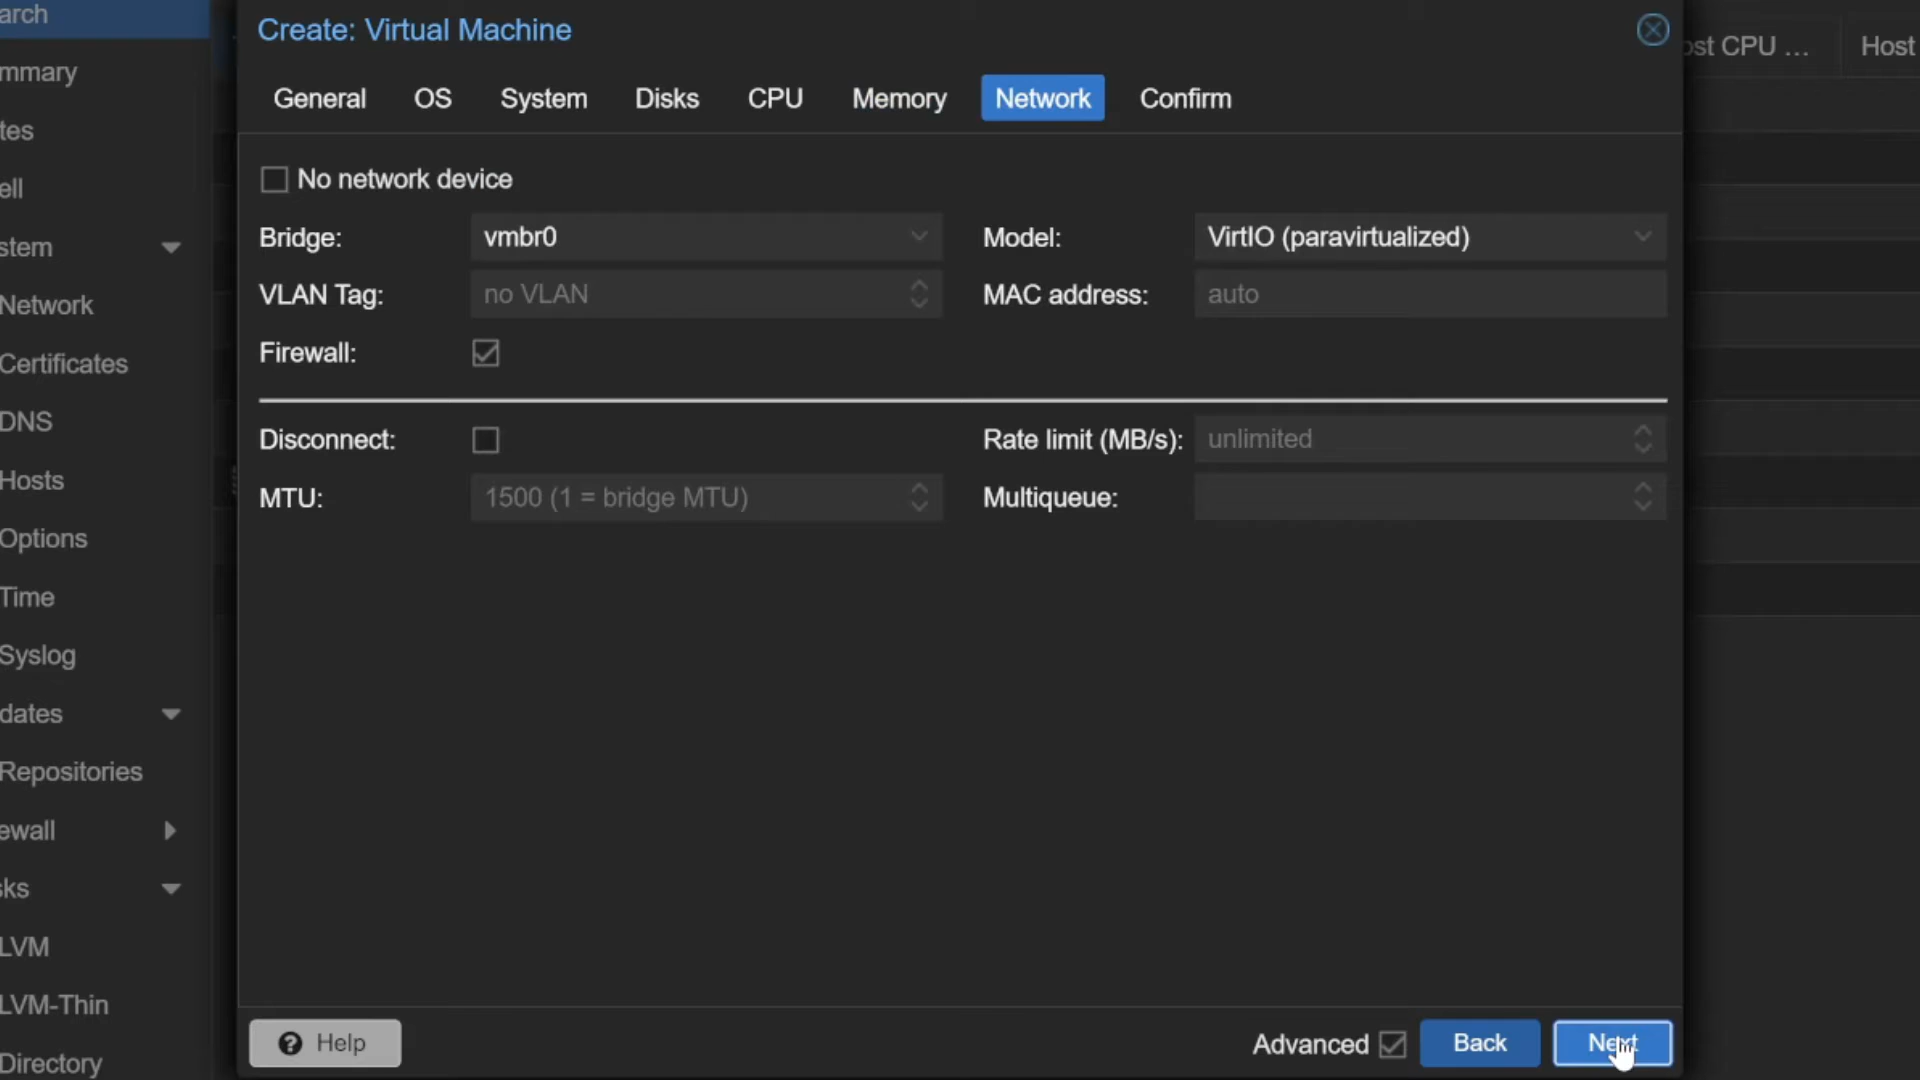 arch
mmary
tes
ell
stem
Network
Certificates
DNS
Hosts
Options
Time
Syslog
dates
Repositories
ewall
sks
LVM
LVM-Thin
Directory
Create: Virtual Machine
General OS System Disks CPU Memory Network Confirm
No network device
Bridge: vmbr0 Model: VirtIO (paravirtualized)
VLAN Tag: no VLAN MAC address: auto
Firewall:
Disconnect: Rate limit (MB/s): unlimited
MTU: 1500 (1 = bridge MTU) Multiqueue:
Help Advanced Back Next
ost CPU ... Host